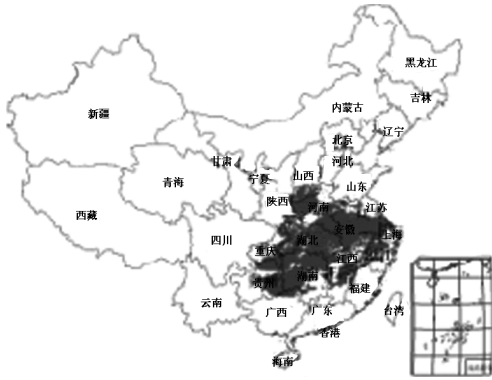 黑龙江
吉林
内蒙古
辽宁
新疆
北京
河北
甘肃
宁夏
山西
青海
山东
陕西
河南
江苏
西藏
安徽
上海
四川
湖北
重庆
江西
湖南
贵州
福建
云南
广西
广东
台湾
香港
海南